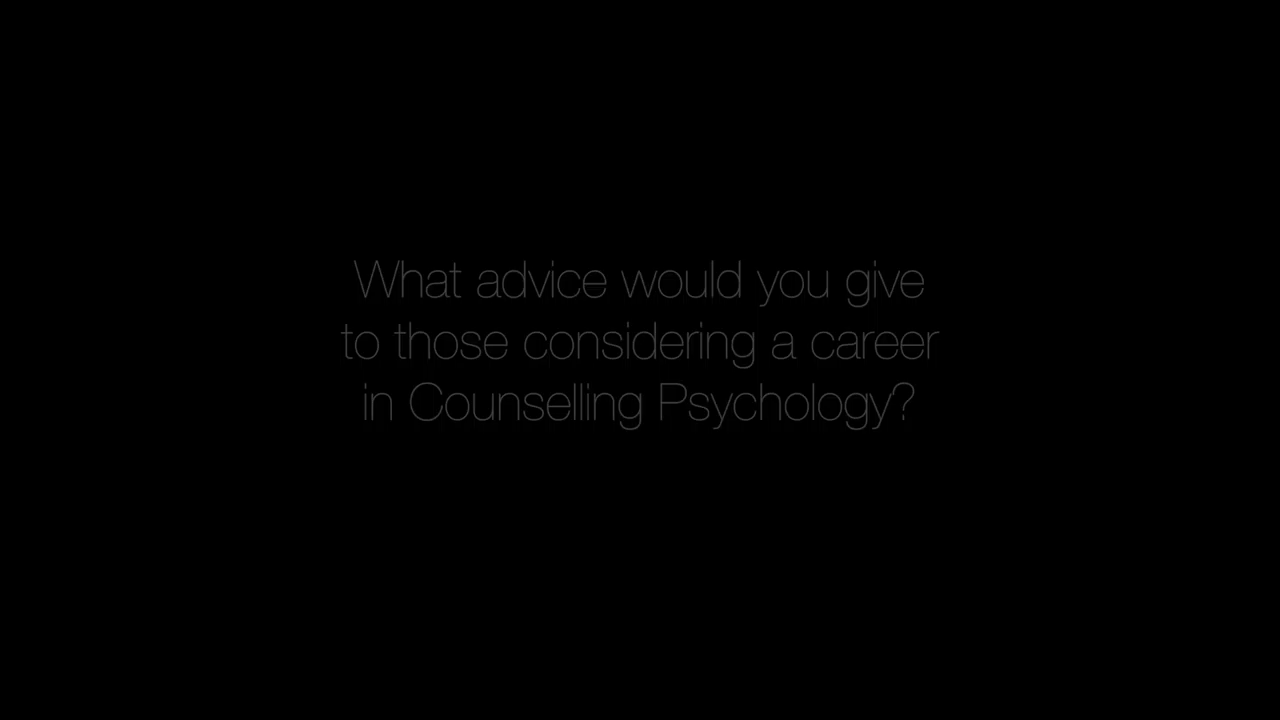 What advice would you give
to those considering a career
in Counselling Psychology?